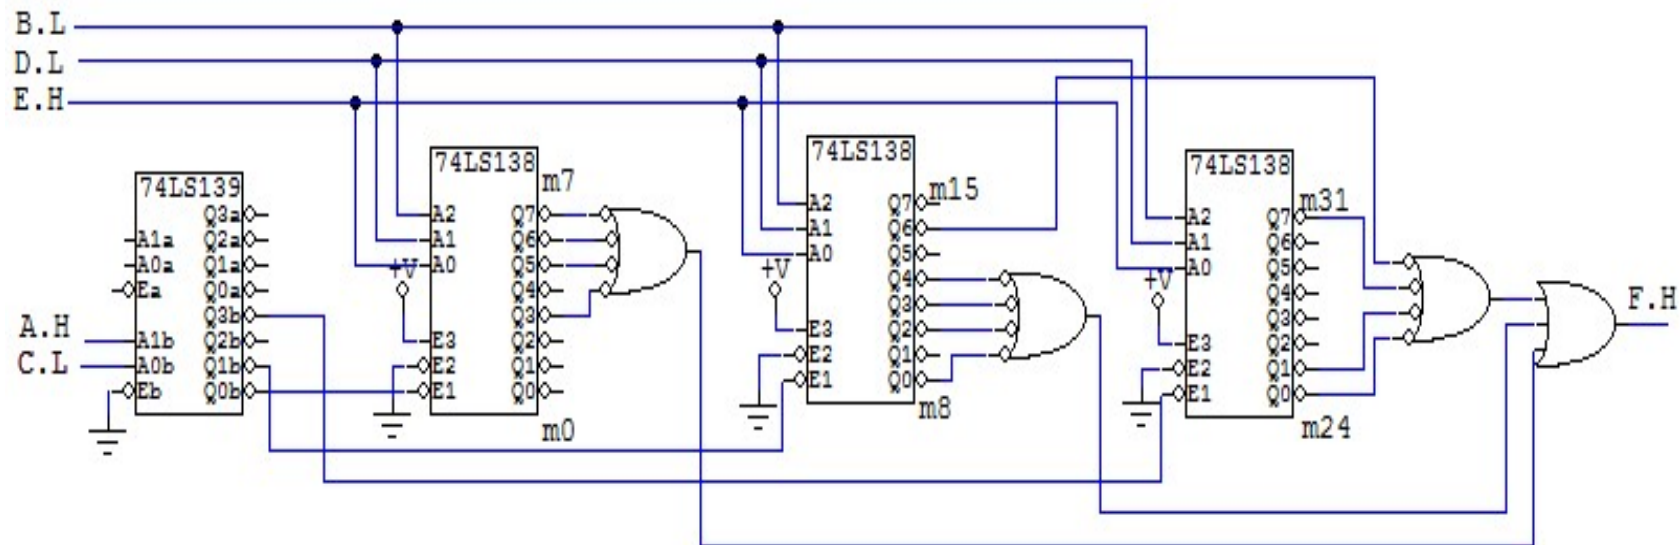 B.L
D.L
E.H
A.H
C.L
74LS139
Q3a
Q2a
A1a
Q1a
A0a
Q0a
Ea
Q3b
Q2b
A1b
Q1b
A0b
Q0b
Eb
74LS138
m7
A2 Q7
A1 Q6
A0 Q5
+V
Q4
Q3
E3 Q2
E2 Q1
E1 Q0
m0
74LS138
m15
A2 Q7
A1 Q6
A0 Q5
+V
Q4
Q3
E3 Q2
E2 Q1
E1 Q0
m8
74LS138
m31
A2 Q7
A1 Q6
A0 Q5
+V
Q4
Q3
E3 Q2
E2 Q1
E1 Q0
m24
F.H